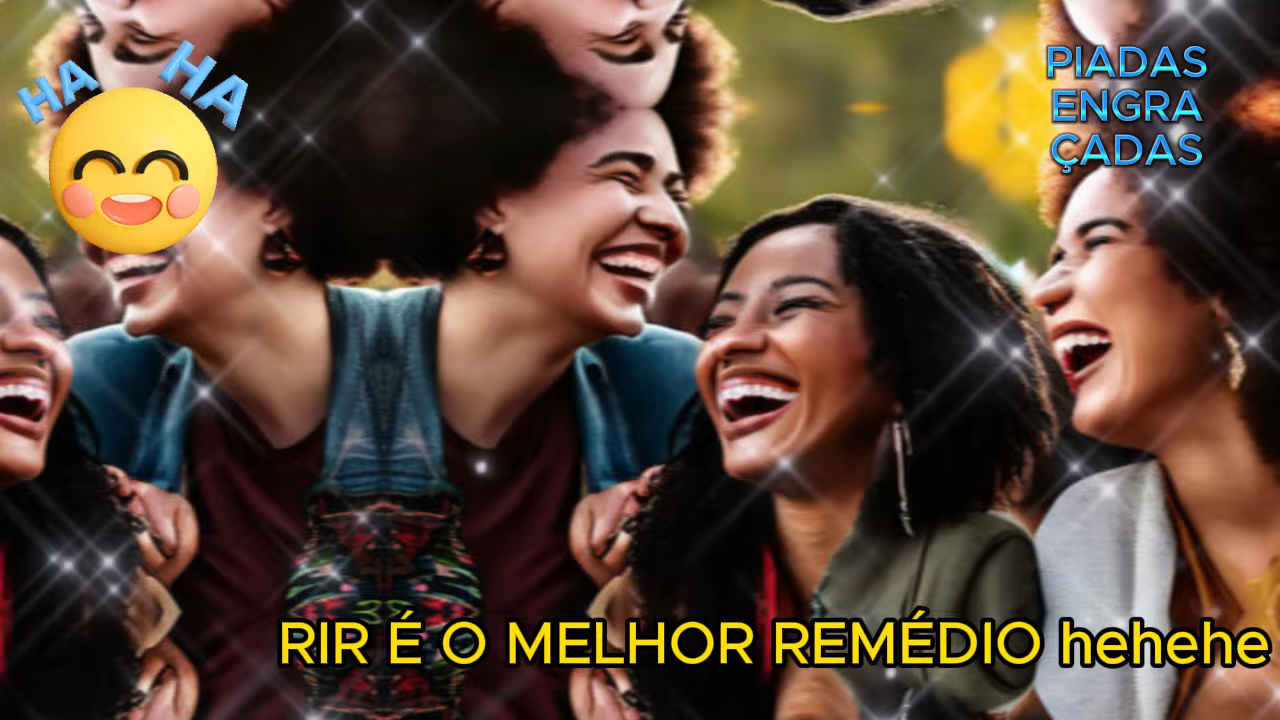 HA HA
PIADAS
ENGRA
ÇADAS
RIR É O MELHOR REMÉDIO hehehe